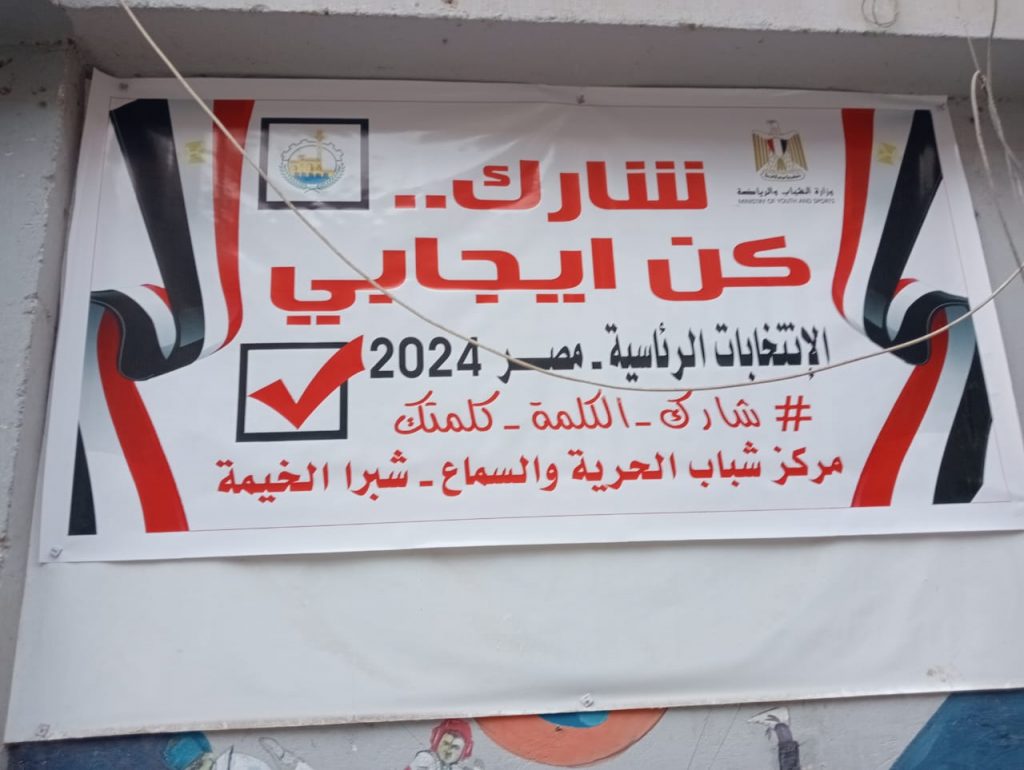 شارك..
وزارة الشباب والرياضة
MINISTRY OF YOUTH AND SPORTS
كن ايجابي
الإنتخابات الرئاسية - مصر 2024
# شارك - الكلمة - كلمتك
مركز شباب الحرية والسماع - شبرا الخيمة